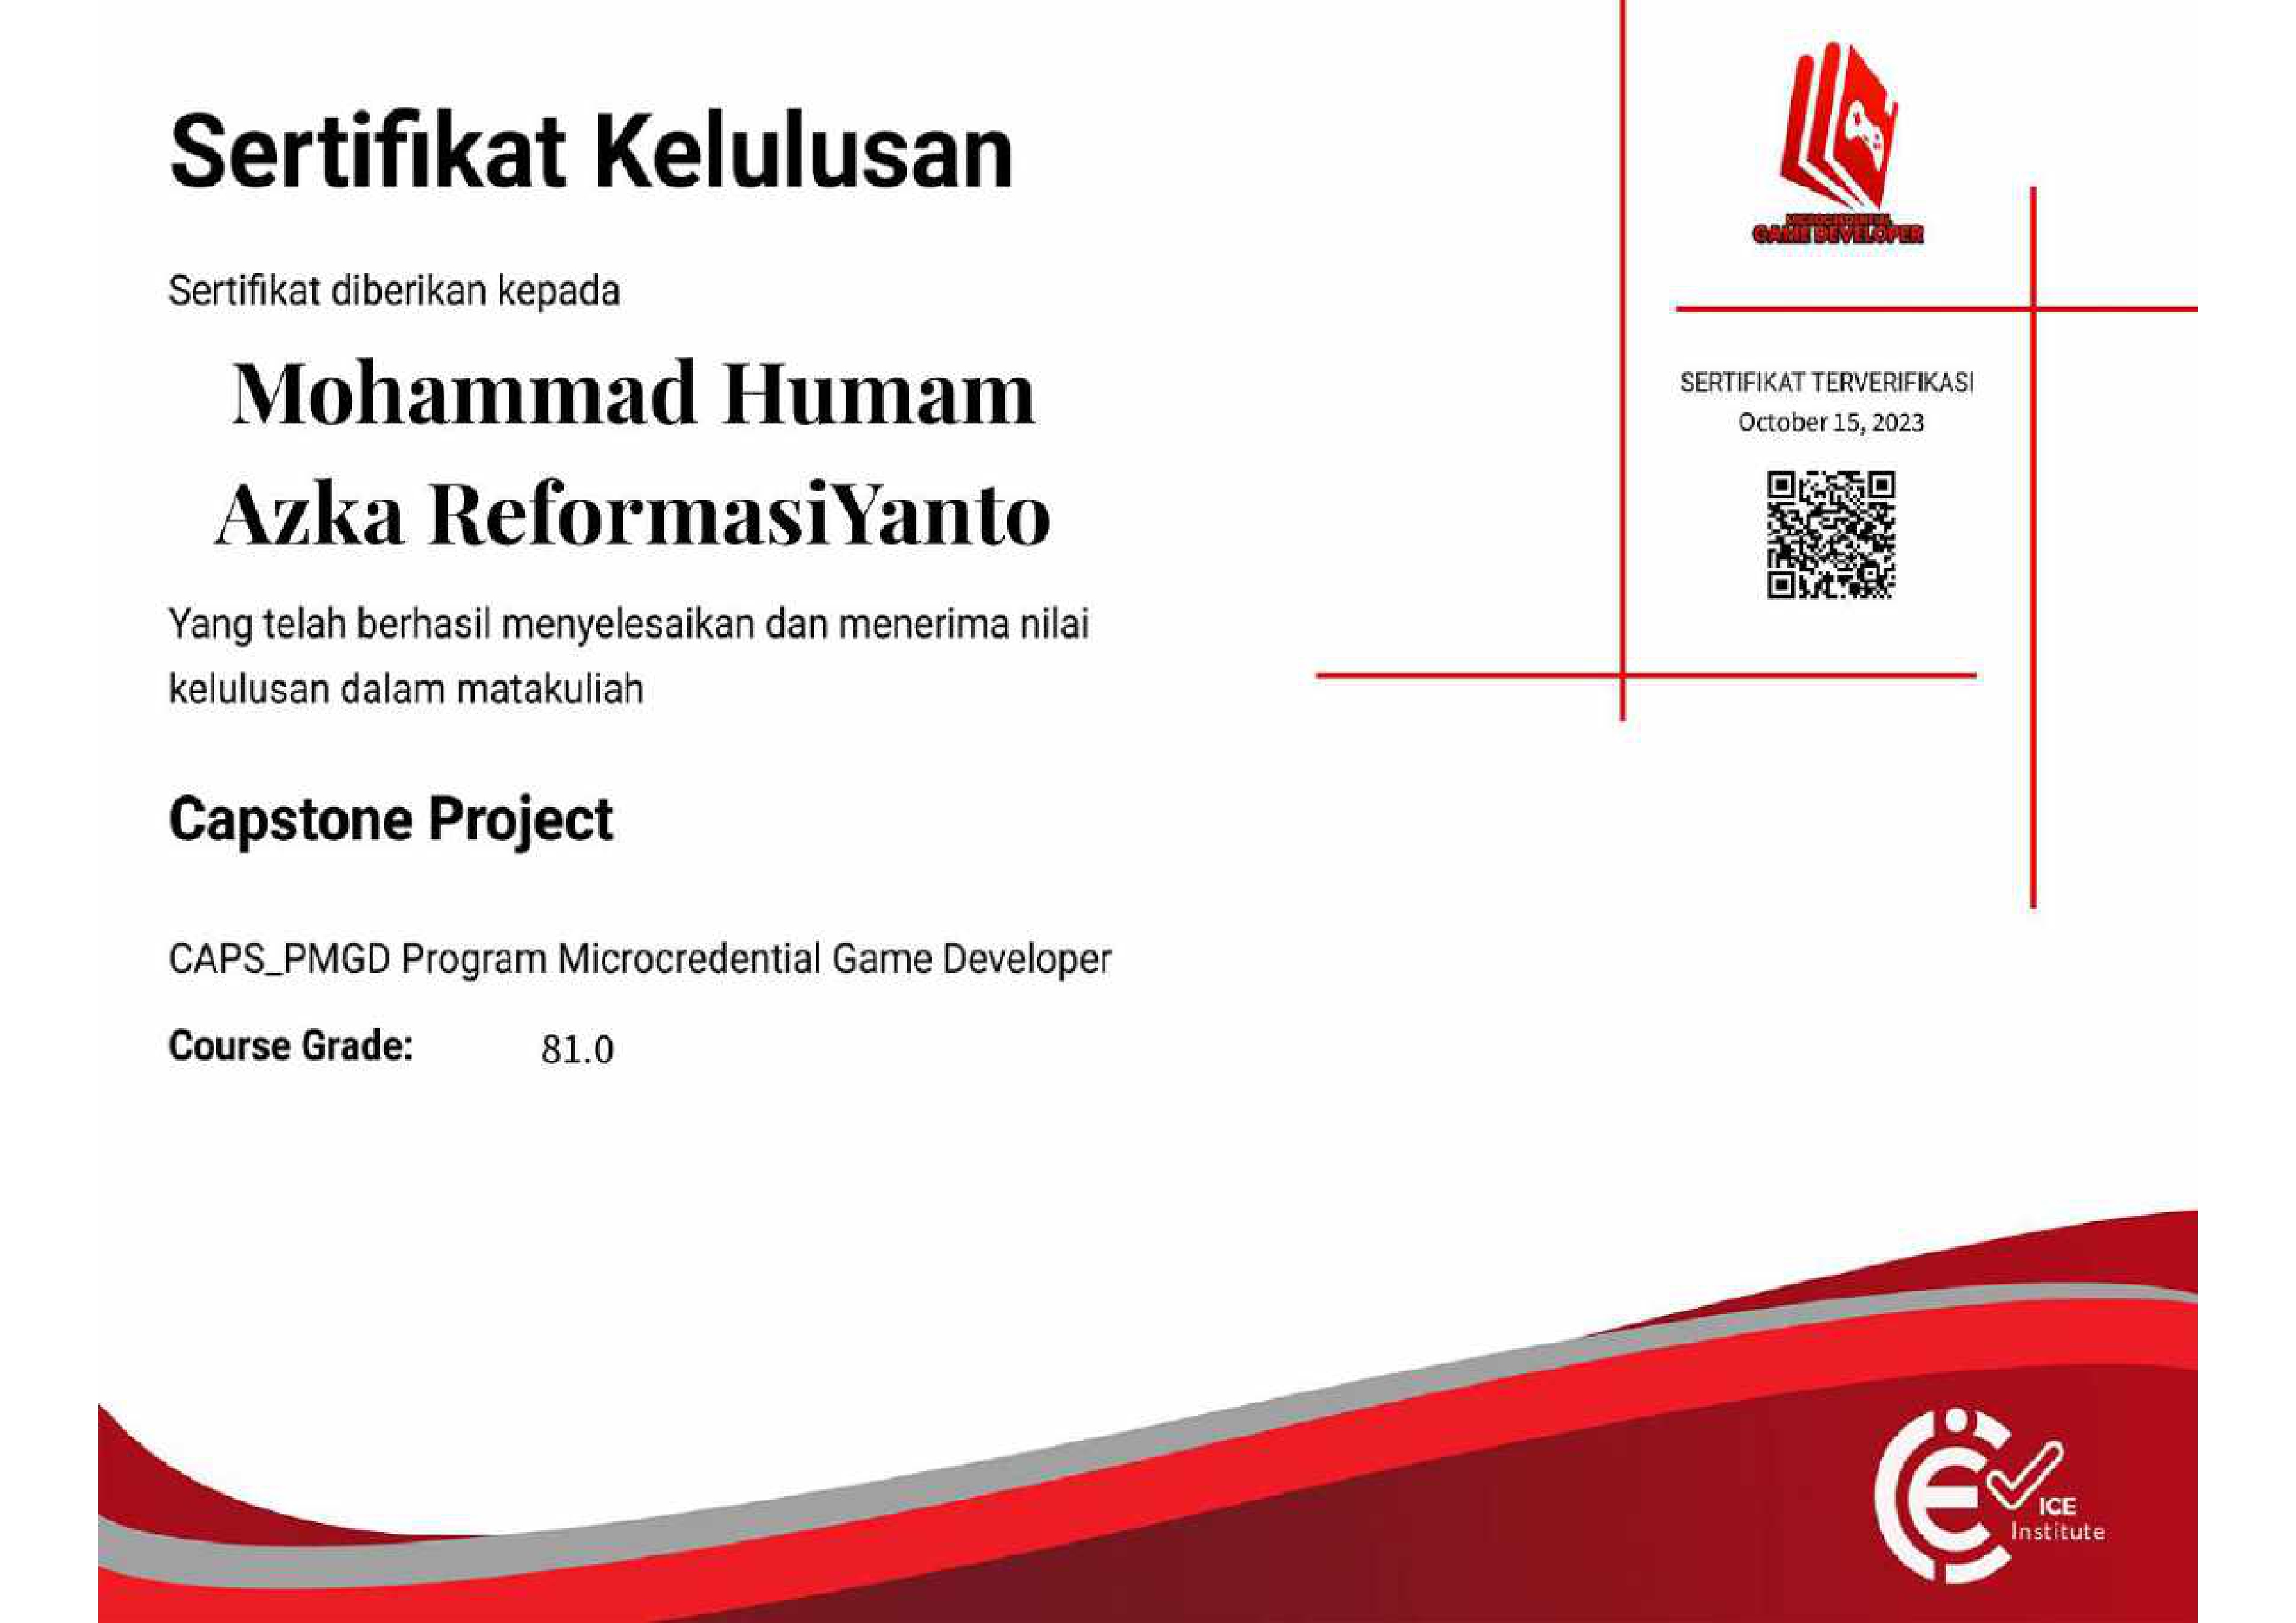 Sertifikat Kelulusan
Sertifikat diberikan kepada
Mohammad Humam
Azka ReformasiYanto
Yang telah berhasil menyelesaikan dan menerima nilai
kelulusan dalam matakuliah
Capstone Project
CAPS_PMGD Program Microcredential Game Developer
Course Grade: 81.0
MICROCREDENTIAL
GAME DEVELOPER
SERTIFIKAT TERVERIFIKASI
October 15, 2023
ICE
Institute